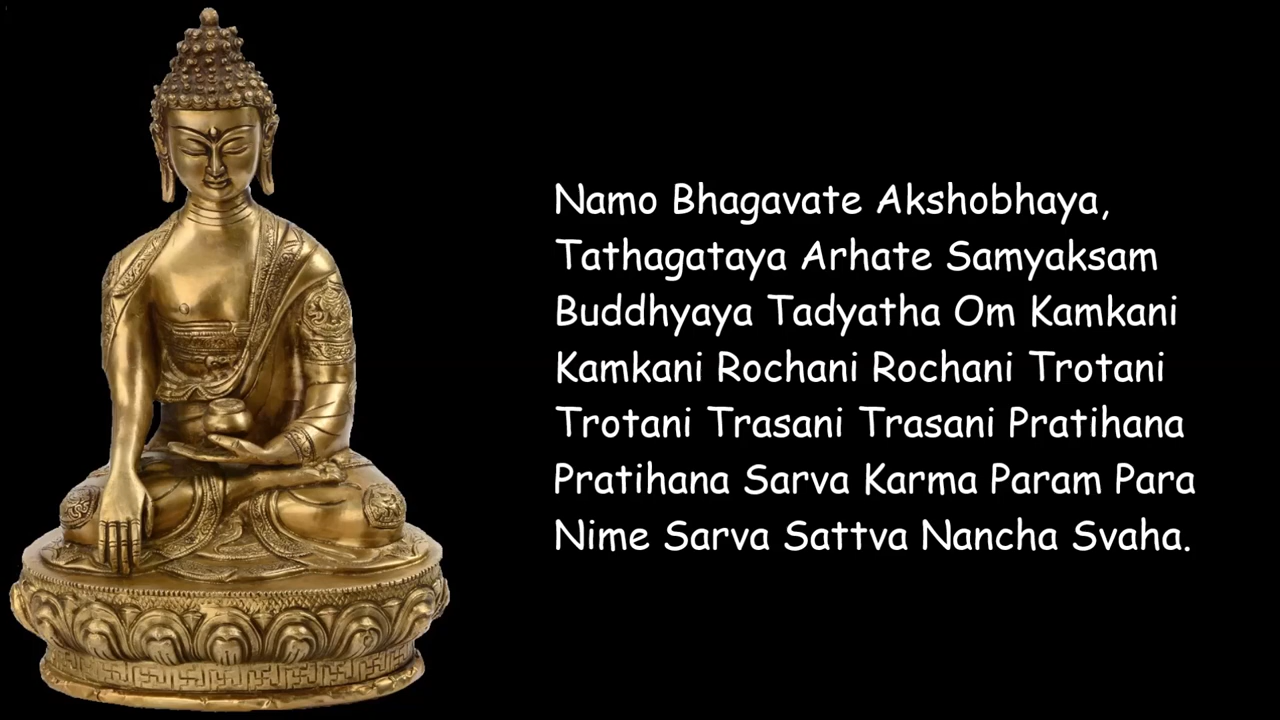 Namo Bhagavate Akshobhaya,
Tathagataya Arhate Samyaksam
Buddhyaya Tadyatha Om Kamkani
Kamkani Rochani Rochani Trotani
Trotani Trasani Trasani Pratihana
Pratihana Sarva Karma Param Para
Nime Sarva Sattva Nancha Svaha.